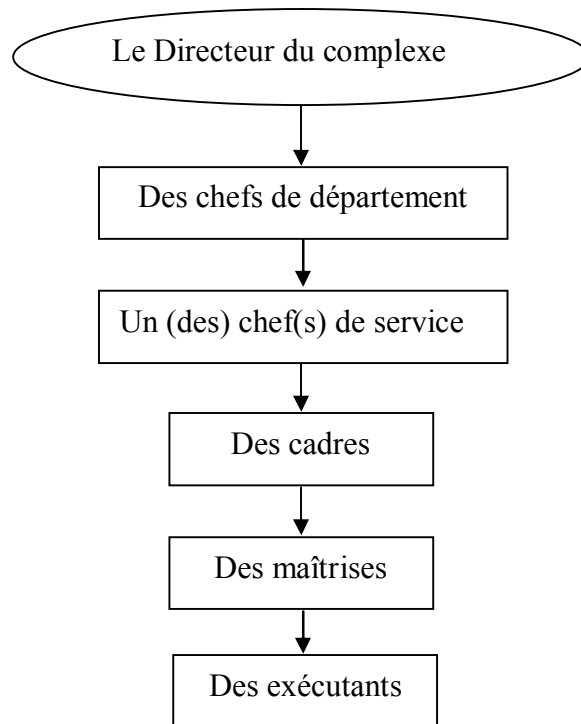 Le Directeur du complexe
Des chefs de département
Un (des) chef(s) de service
Des cadres
Des maîtrises
Des exécutants